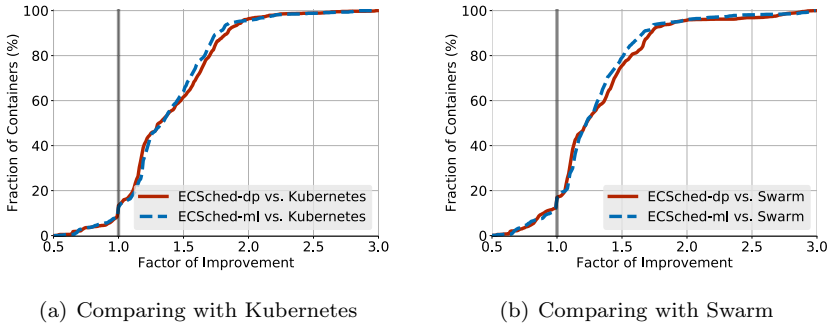 100
80
60
40
20
0
Fraction of Containers (%)
ECSched-dp vs. Kubernetes
ECSched-ml vs. Kubernetes
0.5 1.0 1.5 2.0 2.5 3.0
Factor of Improvement
(a) Comparing with Kubernetes
100
80
60
40
20
0
Fraction of Containers (%)
ECSched-dp vs. Swarm
ECSched-ml vs. Swarm
0.5 1.0 1.5 2.0 2.5 3.0
Factor of Improvement
(b) Comparing with Swarm